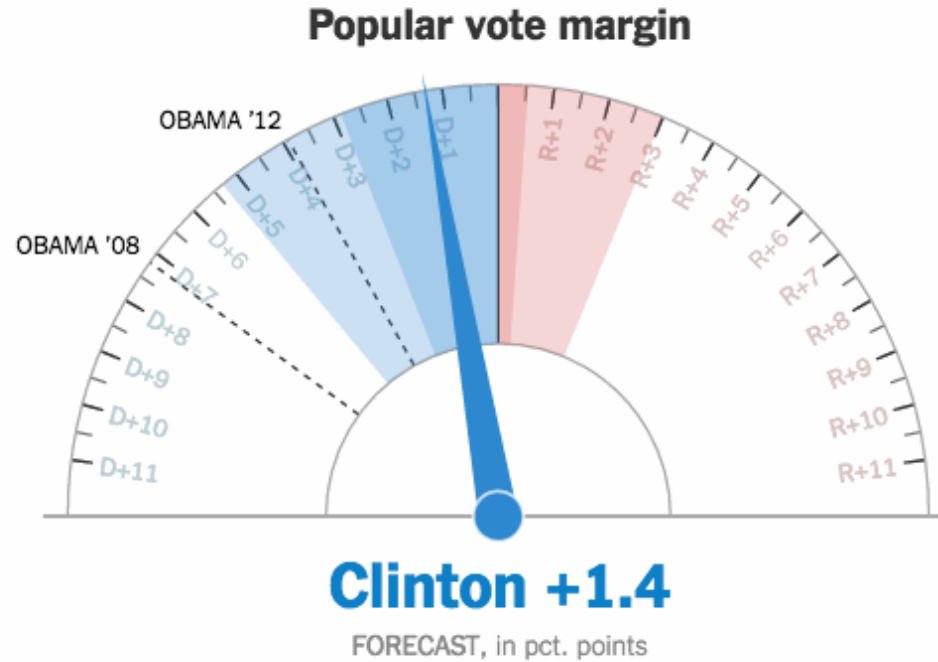 Popular vote margin
OBAMA '12
OBAMA '08
D+11
D+10
D+9
D+8
D+7
D+6
D+5
D+4
D+3
D+2
D+1
R+1
R+2
R+3
R+4
R+5
R+6
R+7
R+8
R+9
R+10
R+11
Clinton +1.4
FORECAST, in pct. points